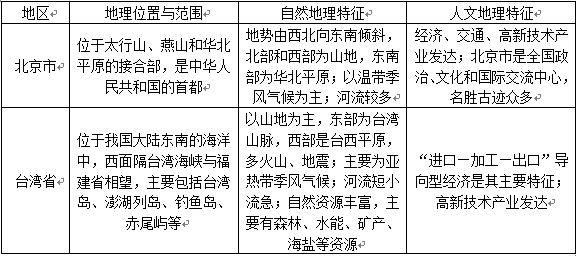 地区 地理位置与范围 自然地理特征 人文地理特征
北京市
位于太行山、燕山和华北
平原的接合部，是中华人
民共和国的首都
地势由西北向东南倾斜，
北部和西部为山地，东南
部为华北平原；以温带季
风气候为主；河流较多
经济、交通、高新技术产
业发达；北京市是全国政
治、文化和国际交流中心，
名胜古迹众多
台湾省
位于我国大陆东南的海洋
中，西面隔台湾海峡与福
建省相望，主要包括台湾
岛、澎湖列岛、钓鱼岛、
赤尾屿等
以山地为主，东部为台湾
山脉，西部是台西平原，
多火山、地震；主要为亚
热带季风气候；河流短小
流急；自然资源丰富，主
要有森林、水能、矿产、
海盐等资源
“进口—加工—出口”导
向型经济是其主要特征；
高新技术产业发达